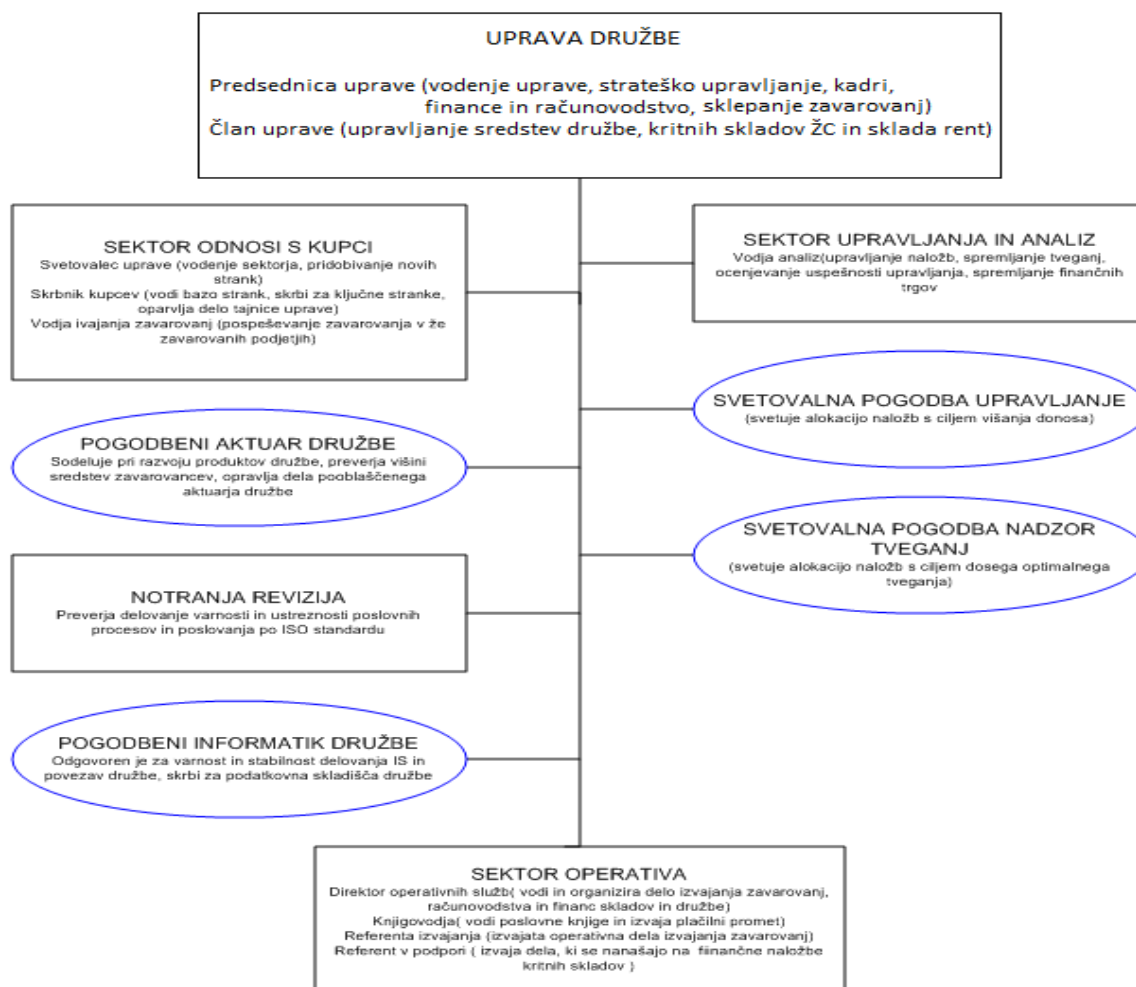 UPRAVA DRUŽBE
Predsednica uprave (vodenje uprave, strateško upravljanje, kadri,
finance in računovodstvo, sklepanje zavarovanj)
Član uprave (upravljanje sredstev družbe, kritnih skladov ŽC in sklada rent)
SEKTOR ODNOSI S KUPCI
Svetovalec uprave (vodenje sektorja, pridobivanje novih
strank)
Skrbnik kupcev (vodi bazo strank, skrbi za ključne stranke,
oparvlja delo tajnice uprave)
Vodja ivajanja zavarovanj (pospeševanje zavarovanja v že
zavarovanih podjetjih)
SEKTOR UPRAVLJANJA IN ANALIZ
Vodja analiz(upravljanje naložb, spremljanje tveganj,
ocenjevanje uspešnosti upravljanja, spremljanje finančnih
trgov
SVETOVALNA POGODBA UPRAVLJANJE
(svetuje alokacijo naložb s ciljem višanja donosa)
POGODBENI AKTUAR DRUŽBE
Sodeluje pri razvoju produktov družbe, preverja višini
sredstev zavarovancev, opravlja dela pooblaščenega
aktuarja družbe
SVETOVALNA POGODBA NADZOR
TVEGANJ
(svetuje alokacijo naložb s ciljem dosega optimalnega
tveganja)
NOTRANJA REVIZIJA
Preverja delovanje varnosti in ustreznosti poslovnih
procesov in poslovanja po ISO standardu
POGODBENI INFORMATIK DRUŽBE
Odgovoren je za varnost in stabilnost delovanja IS in
povezav družbe, skrbi za podatkovna skladišča družbe
SEKTOR OPERATIVA
Direktor operativnih služb( vodi in organizira delo izvajanja zavarovanj,
računovodstva in financ skladov in družbe)
Knjigovodja( vodi poslovne knjige in izvaja plačilni promet)
Referenta izvajanja (izvajata operativna dela izvajanja zavarovanj)
Referent v podpori ( izvaja dela, ki se nanašajo na fiinančne naložbe
kritnih skladov )